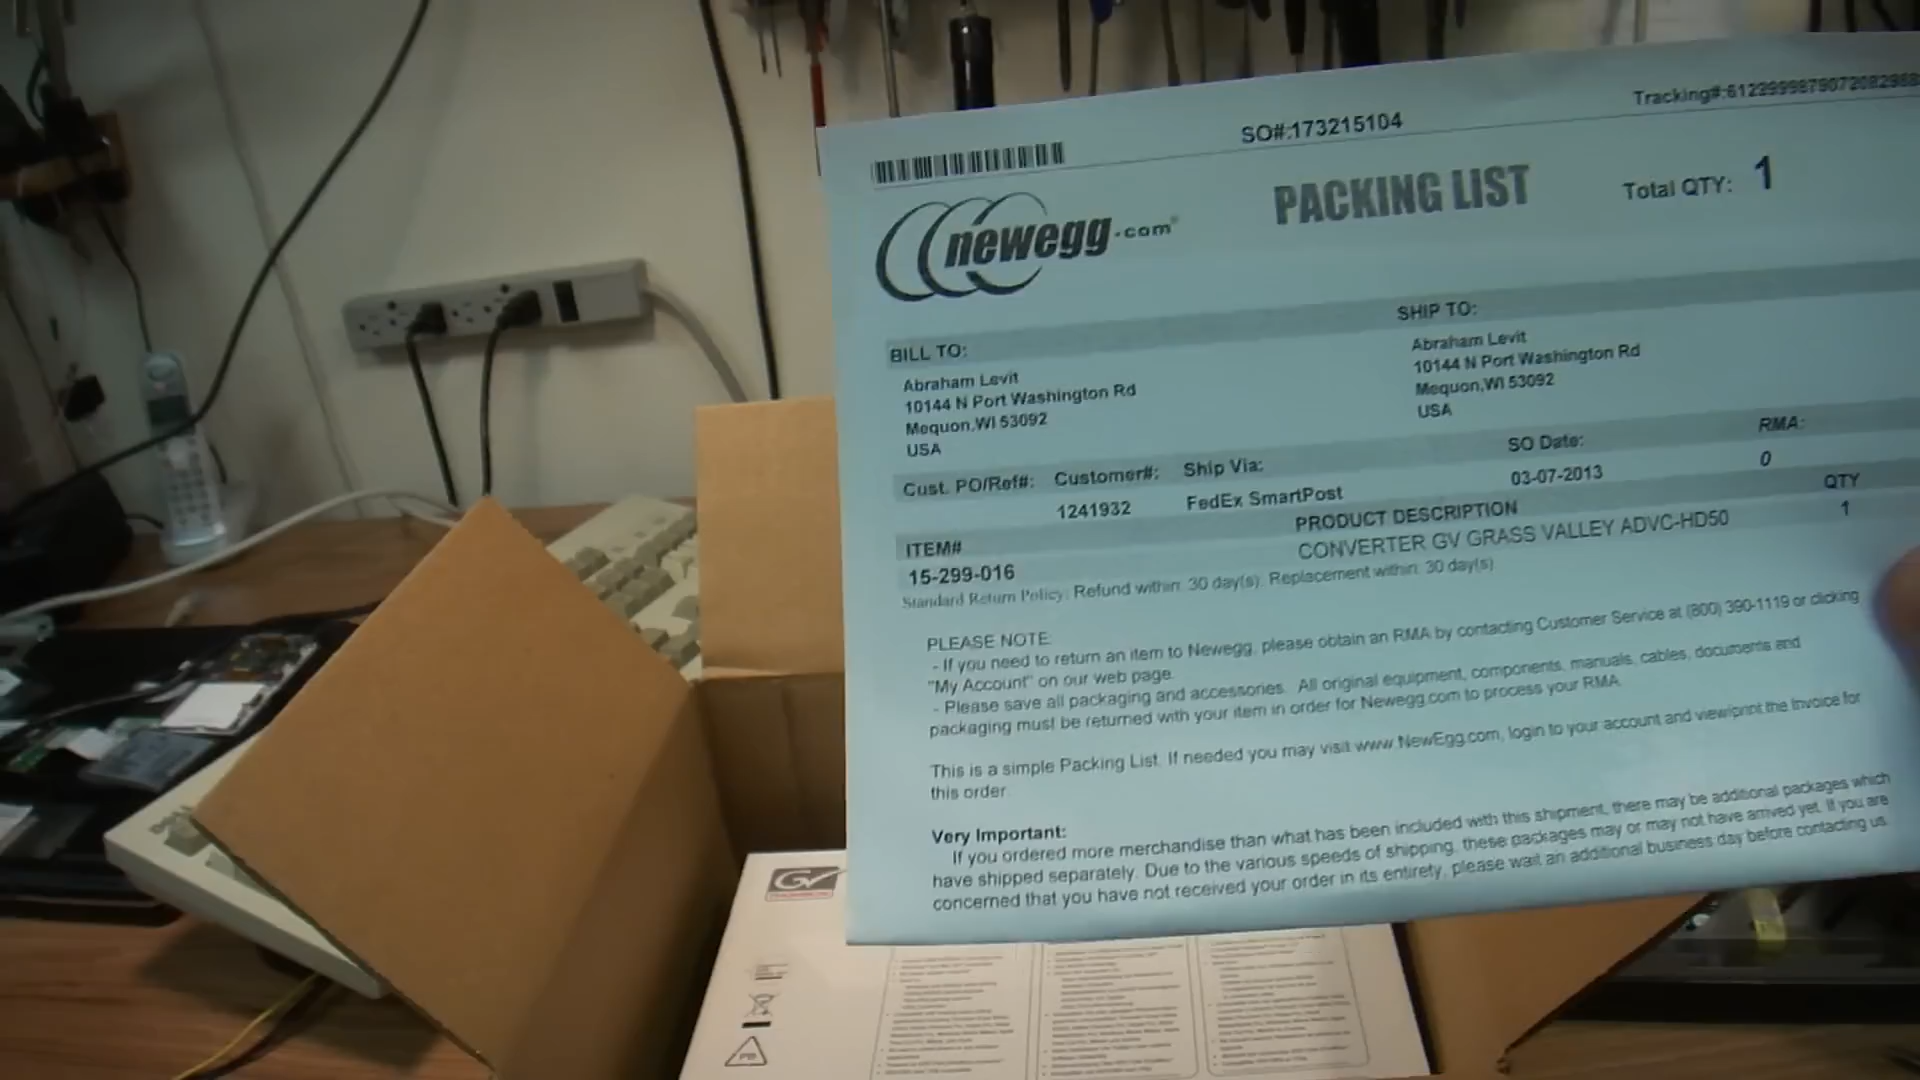 Tracking#:
SO#:173215104
newegg.com
PACKING LIST
Total QTY: 1
BILL TO:
Abraham Levit
10144 N Port Washington Rd
Mequon,WI 53092
USA
SHIP TO:
Abraham Levit
10144 N Port Washington Rd
Mequon,WI 53092
USA
Cust. PO/Ref#: Customer#: Ship Via: SO Date: RMA:
1241932 FedEx SmartPost 03-07-2013 0
ITEM# PRODUCT DESCRIPTION QTY
15-299-016 CONVERTER GV GRASS VALLEY ADVC-HD50 1
Standard Return Policy: Refund within: 30 day(s). Replacement within: 30 day(s)
PLEASE NOTE:
- If you need to return an item to Newegg, please obtain an RMA by contacting Customer Service at (800) 390-1119 or clicking
"My Account" on our web page.
- Please save all packaging and accessories. All original equipment, components, manuals, cables, documents and
packaging must be returned with your item in order for Newegg.com to process your RMA.
This is a simple Packing List. If needed you may visit www.NewEgg.com, login to your account and view/print the Invoice for
this order.
Very Important:
If you ordered more merchandise than what has been included with this shipment, there may be additional packages which
have shipped separately. Due to the various speeds of shipping, these packages may or may not have arrived yet. If you are
concerned that you have not received your order in its entirety, please wait an additional business day before contacting us.
GV
PB